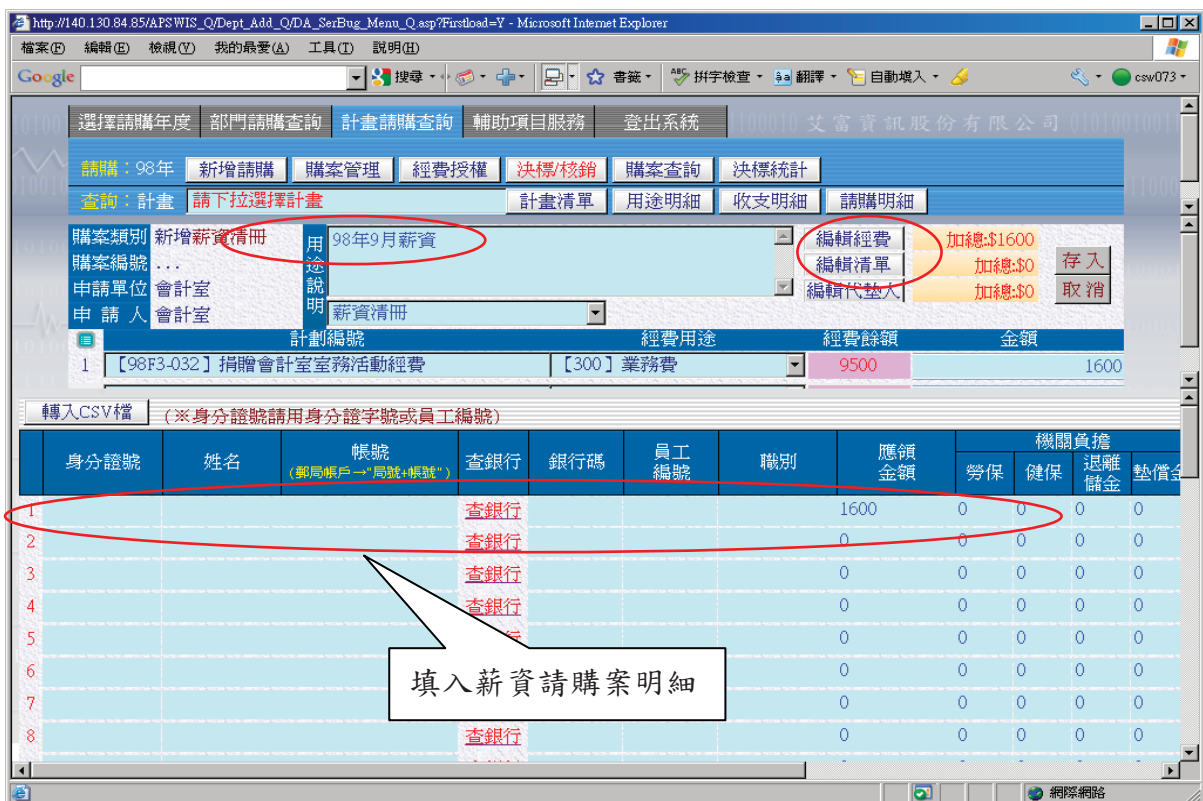 http://140.130.84.85/APSWIS_Q/Dept_Add_Q/DA_SerBug_Menu_Q.asp?Firstload=Y - Microsoft Internet Explorer
檔案(F) 編輯(E) 檢視(V) 我的最愛(A) 工具(T) 說明(H)
Google 搜尋 書籤 拼字檢查 翻譯 自動填入 csw073
選擇請購年度 部門請購查詢 計畫請購查詢 輔助項目服務 登出系統 艾富資訊股份有限公司
請購：98年 新增請購 購案管理 經費授權 決標/核銷 購案查詢 決標統計
查詢：計畫 請下拉選擇計畫 計畫清單 用途明細 收支明細 請購明細
購案類別 新增薪資清冊 用途說明 98年9月薪資 編輯經費 加總:$1600
購案編號 ... 編輯清單 加總:$0 存入
申請單位 會計室 編輯代墊人 加總:$0 取消
申請人 會計室 薪資清冊
計劃編號 經費用途 經費餘額 金額
1 【98F3-032】捐贈會計室室務活動經費 【300】業務費 9500 1600
轉入CSV檔 (※身分證號請用身分證字號或員工編號)
身分證號 姓名 帳號 (郵局帳戶→"局號+帳號") 查銀行 銀行碼 員工編號 職別 應領金額 機關負擔 勞保 健保 退離儲金 墊償金
1 查銀行 1600 0 0 0 0
2 查銀行 0 0 0 0 0
3 查銀行 0 0 0 0 0
4 查銀行 0 0 0 0 0
5 查銀行 0 0 0 0 0
6 0 0 0 0 0
7 0 0 0 0 0
8 查銀行 0 0 0 0 0
填入薪資請購案明細
網際網路